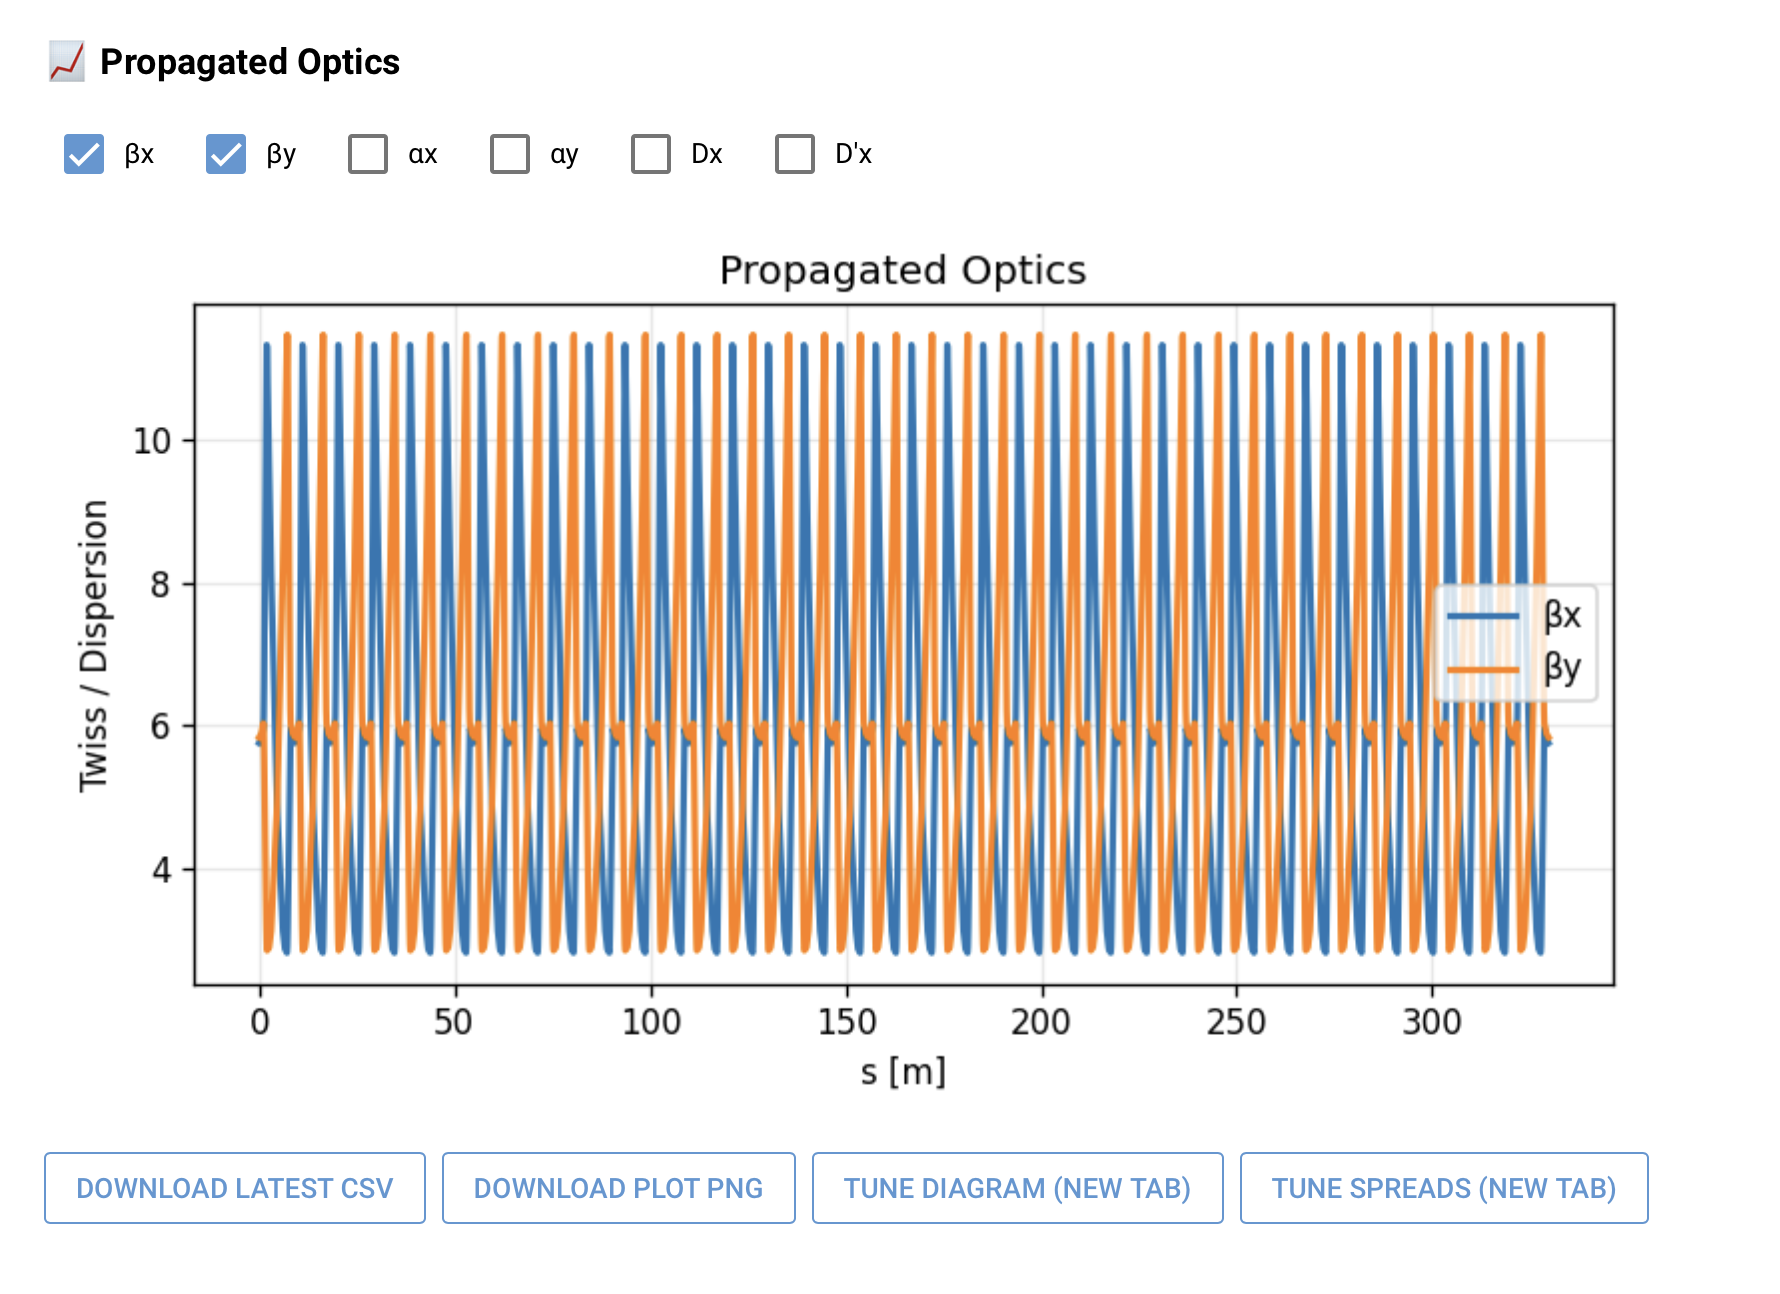 📈 Propagated Optics
βx βy αx αy Dx D'x
Propagated Optics
10
8
6
4
Twiss / Dispersion
βx
βy
0 50 100 150 200 250 300
s [m]
DOWNLOAD LATEST CSV DOWNLOAD PLOT PNG TUNE DIAGRAM (NEW TAB) TUNE SPREADS (NEW TAB)